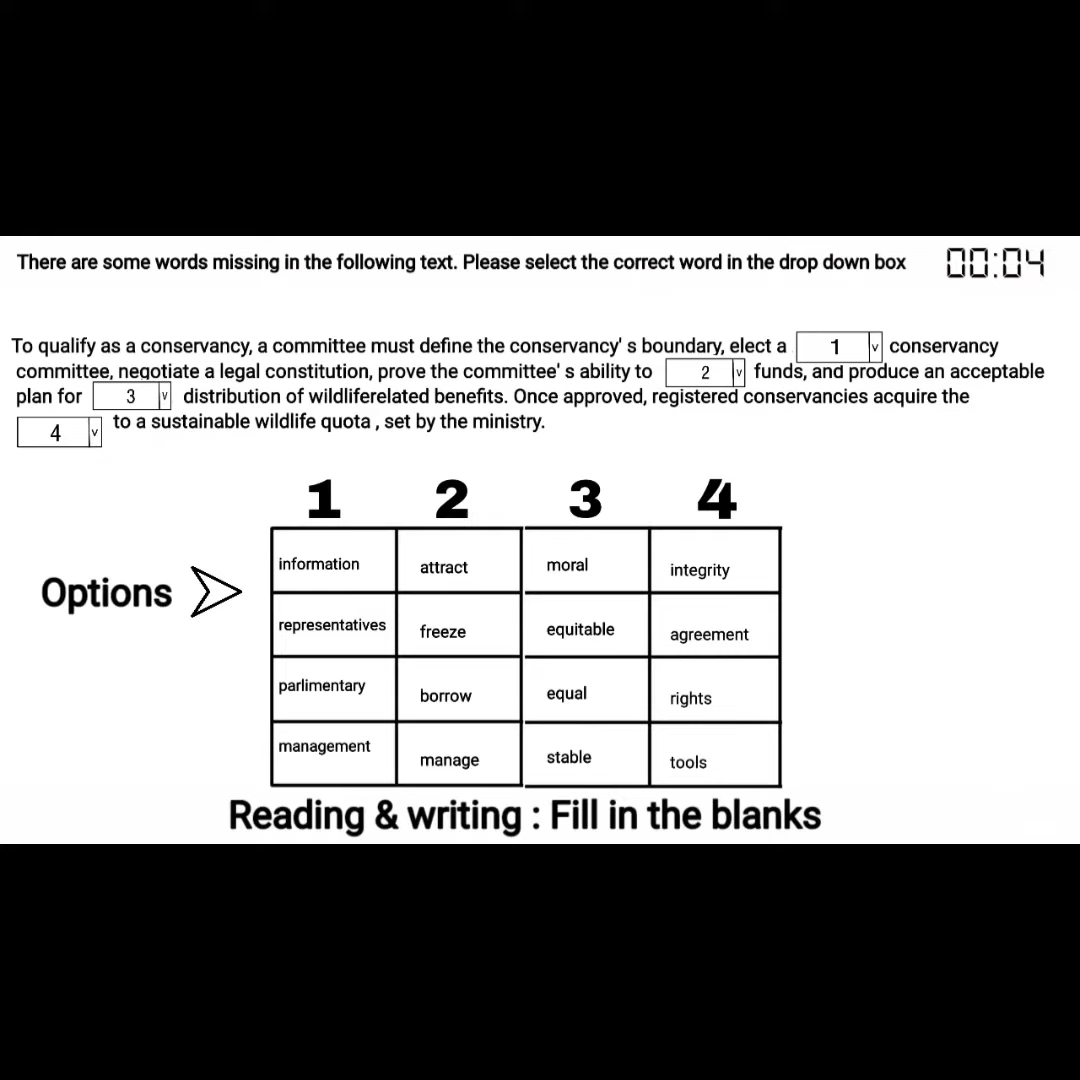 There are some words missing in the following text. Please select the correct word in the drop down box
00:04
To qualify as a conservancy, a committee must define the conservancy' s boundary, elect a 1 v conservancy
committee, negotiate a legal constitution, prove the committee' s ability to 2 v funds, and produce an acceptable
plan for 3 v distribution of wildliferelated benefits. Once approved, registered conservancies acquire the
4 v to a sustainable wildlife quota , set by the ministry.
1 2 3 4
Options
information attract moral integrity
representatives freeze equitable agreement
parlimentary borrow equal rights
management manage stable tools
Reading & writing : Fill in the blanks